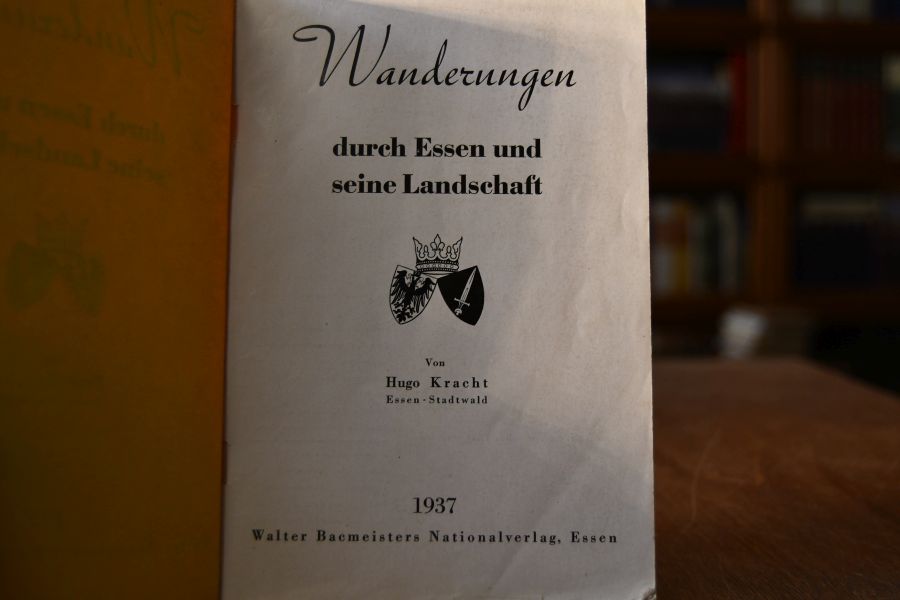 Wanderungen
durch Essen und
seine Landschaft
Von
Hugo Kracht
Essen-Stadtwald
1937
Walter Bacmeisters Nationalverlag, Essen